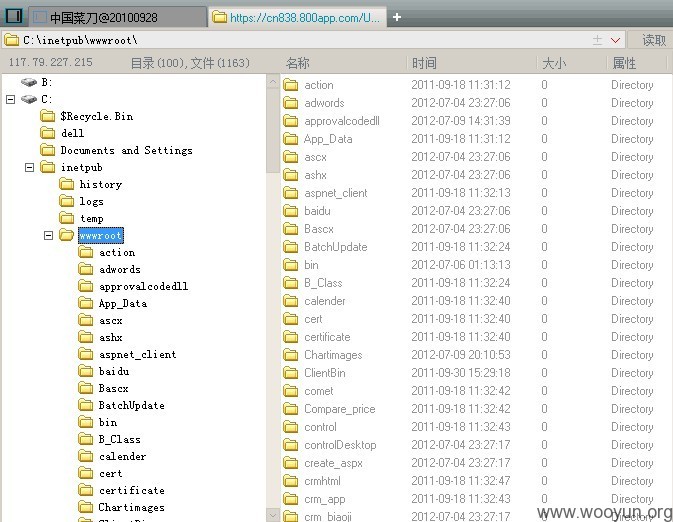 中国菜刀@20100928 https://cn838.800app.com/U... +
C:\inetpub\wwwroot\ 读取
117.79.227.215 目录(100),文件(1163) 名称 时间 大小 属性
B:
C:
$Recycle.Bin
dell
Documents and Settings
inetpub
history
logs
temp
wwwroot
action
adwords
approvalcodedll
App_Data
ascx
ashx
aspnet_client
baidu
Bascx
BatchUpdate
bin
B_Class
calender
cert
certificate
Chartimages
ClientBin
action 2011-09-18 11:31:12 0 Directory
adwords 2012-07-04 23:27:06 0 Directory
approvalcodedll 2012-07-09 14:31:39 0 Directory
App_Data 2011-09-18 11:31:12 0 Directory
ascx 2012-07-04 23:27:06 0 Directory
ashx 2012-07-04 23:27:06 0 Directory
aspnet_client 2011-09-18 11:32:13 0 Directory
baidu 2012-07-04 23:27:06 0 Directory
Bascx 2012-07-04 23:27:06 0 Directory
BatchUpdate 2011-09-18 11:32:24 0 Directory
bin 2012-07-06 01:13:13 0 Directory
B_Class 2011-09-18 11:32:24 0 Directory
calender 2011-09-18 11:32:40 0 Directory
cert 2011-09-18 11:32:40 0 Directory
certificate 2011-09-18 11:32:40 0 Directory
Chartimages 2012-07-09 20:10:53 0 Directory
ClientBin 2011-09-30 15:29:18 0 Directory
comet 2011-09-18 11:32:42 0 Directory
Compare_price 2011-09-18 11:32:42 0 Directory
control 2011-09-18 11:32:43 0 Directory
controlDesktop 2012-07-04 23:27:17 0 Directory
create_aspx 2012-07-04 23:27:17 0 Directory
crmhtml 2012-07-04 23:27:17 0 Directory
crm_app 2011-09-18 11:32:47 0 Directory
crm_biaoji 2012-07-04 23:27:17 0 Directory
www.wooyun.org